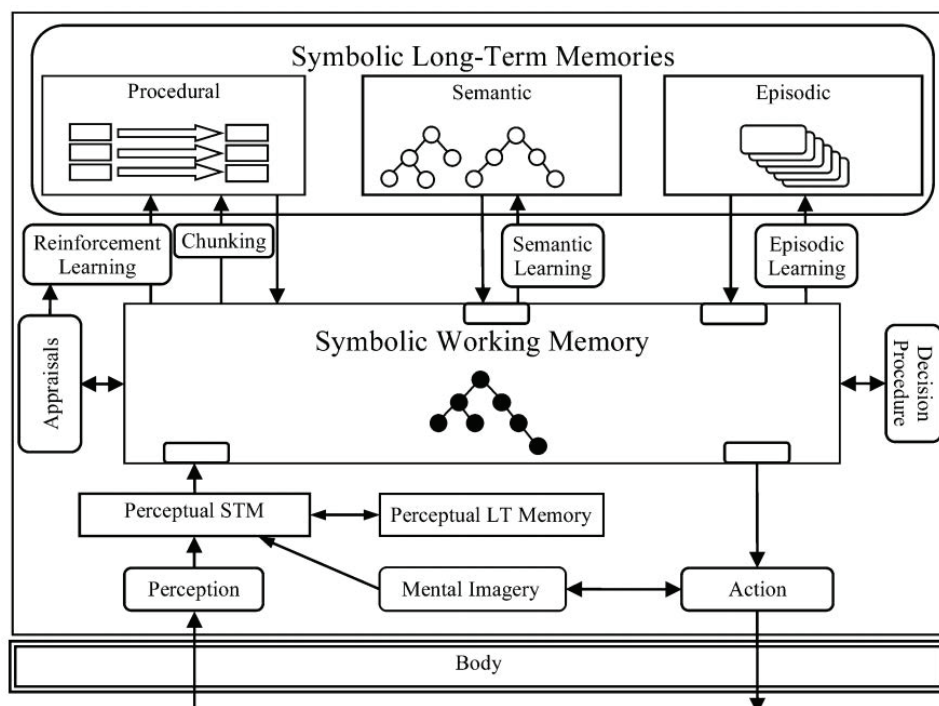 Symbolic Long-Term Memories
Procedural
Semantic
Episodic
Reinforcement
Learning
Chunking
Semantic
Learning
Episodic
Learning
Symbolic Working Memory
Appraisals
Decision
Procedure
Perceptual STM
Perceptual LT Memory
Perception
Mental Imagery
Action
Body